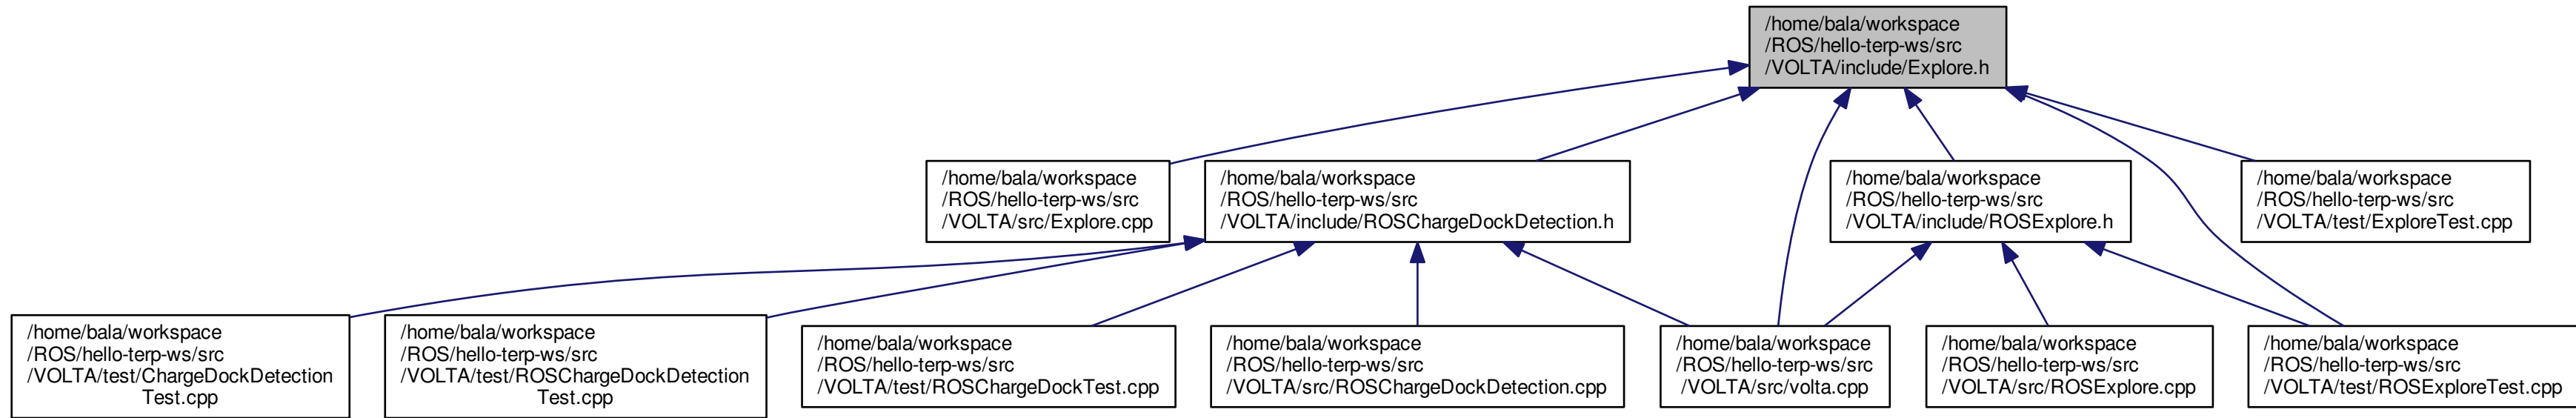 /home/bala/workspace
/ROS/hello-terp-ws/src
/VOLTA/include/Explore.h
/home/bala/workspace
/ROS/hello-terp-ws/src
/VOLTA/src/Explore.cpp
/home/bala/workspace
/ROS/hello-terp-ws/src
/VOLTA/include/ROSChargeDockDetection.h
/home/bala/workspace
/ROS/hello-terp-ws/src
/VOLTA/include/ROSExplore.h
/home/bala/workspace
/ROS/hello-terp-ws/src
/VOLTA/test/ExploreTest.cpp
/home/bala/workspace
/ROS/hello-terp-ws/src
/VOLTA/test/ChargeDockDetection
Test.cpp
/home/bala/workspace
/ROS/hello-terp-ws/src
/VOLTA/test/ROSChargeDockDetection
Test.cpp
/home/bala/workspace
/ROS/hello-terp-ws/src
/VOLTA/test/ROSChargeDockTest.cpp
/home/bala/workspace
/ROS/hello-terp-ws/src
/VOLTA/src/ROSChargeDockDetection.cpp
/home/bala/workspace
/ROS/hello-terp-ws/src
/VOLTA/src/volta.cpp
/home/bala/workspace
/ROS/hello-terp-ws/src
/VOLTA/src/ROSExplore.cpp
/home/bala/workspace
/ROS/hello-terp-ws/src
/VOLTA/test/ROSExploreTest.cpp